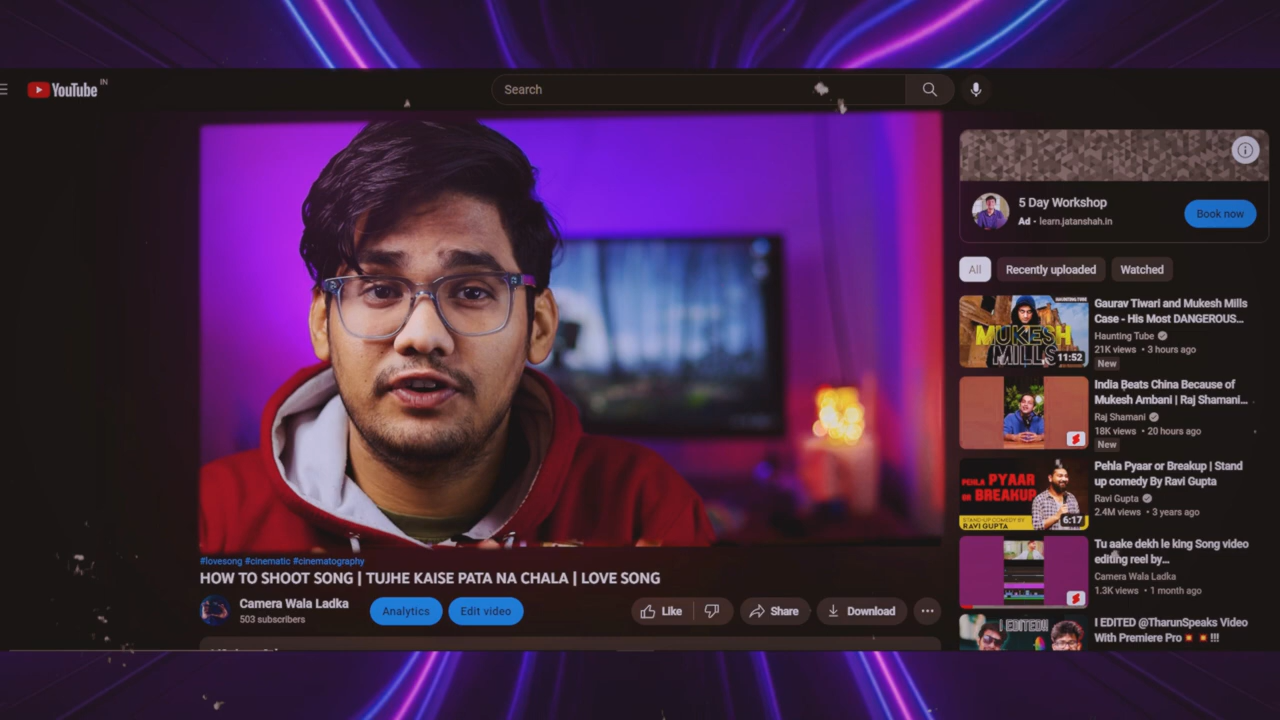 YouTube IN
Search
#lovesong #cinematic #cinematography
HOW TO SHOOT SONG | TUJHE KAISE PATA NA CHALA | LOVE SONG
Camera Wala Ladka
503 subscribers
Analytics
Edit video
Like
Share
Download
5 Day Workshop
Ad • learn.jatanshah.in
Book now
All
Recently uploaded
Watched
HAUNTING TUBE
MUKESH
MILLS
11:52
Gaurav Tiwari and Mukesh Mills
Case - His Most DANGEROUS...
Haunting Tube
21K views • 3 hours ago
New
India Beats China Because of
Mukesh Ambani | Raj Shamani...
Raj Shamani
18K views • 20 hours ago
New
PEHLA PYAAR
OR BREAKUP
STAND-UP COMEDY BY
RAVI GUPTA
6:17
Pehla Pyaar or Breakup | Stand
up comedy By Ravi Gupta
Ravi Gupta
2.4M views • 3 years ago
Tu aake dekh le king Song video
editing reel by...
Camera Wala Ladka
1.3K views • 1 month ago
I EDITED!!
I EDITED @TharunSpeaks Video
With Premiere Pro 💥 💥 !!!